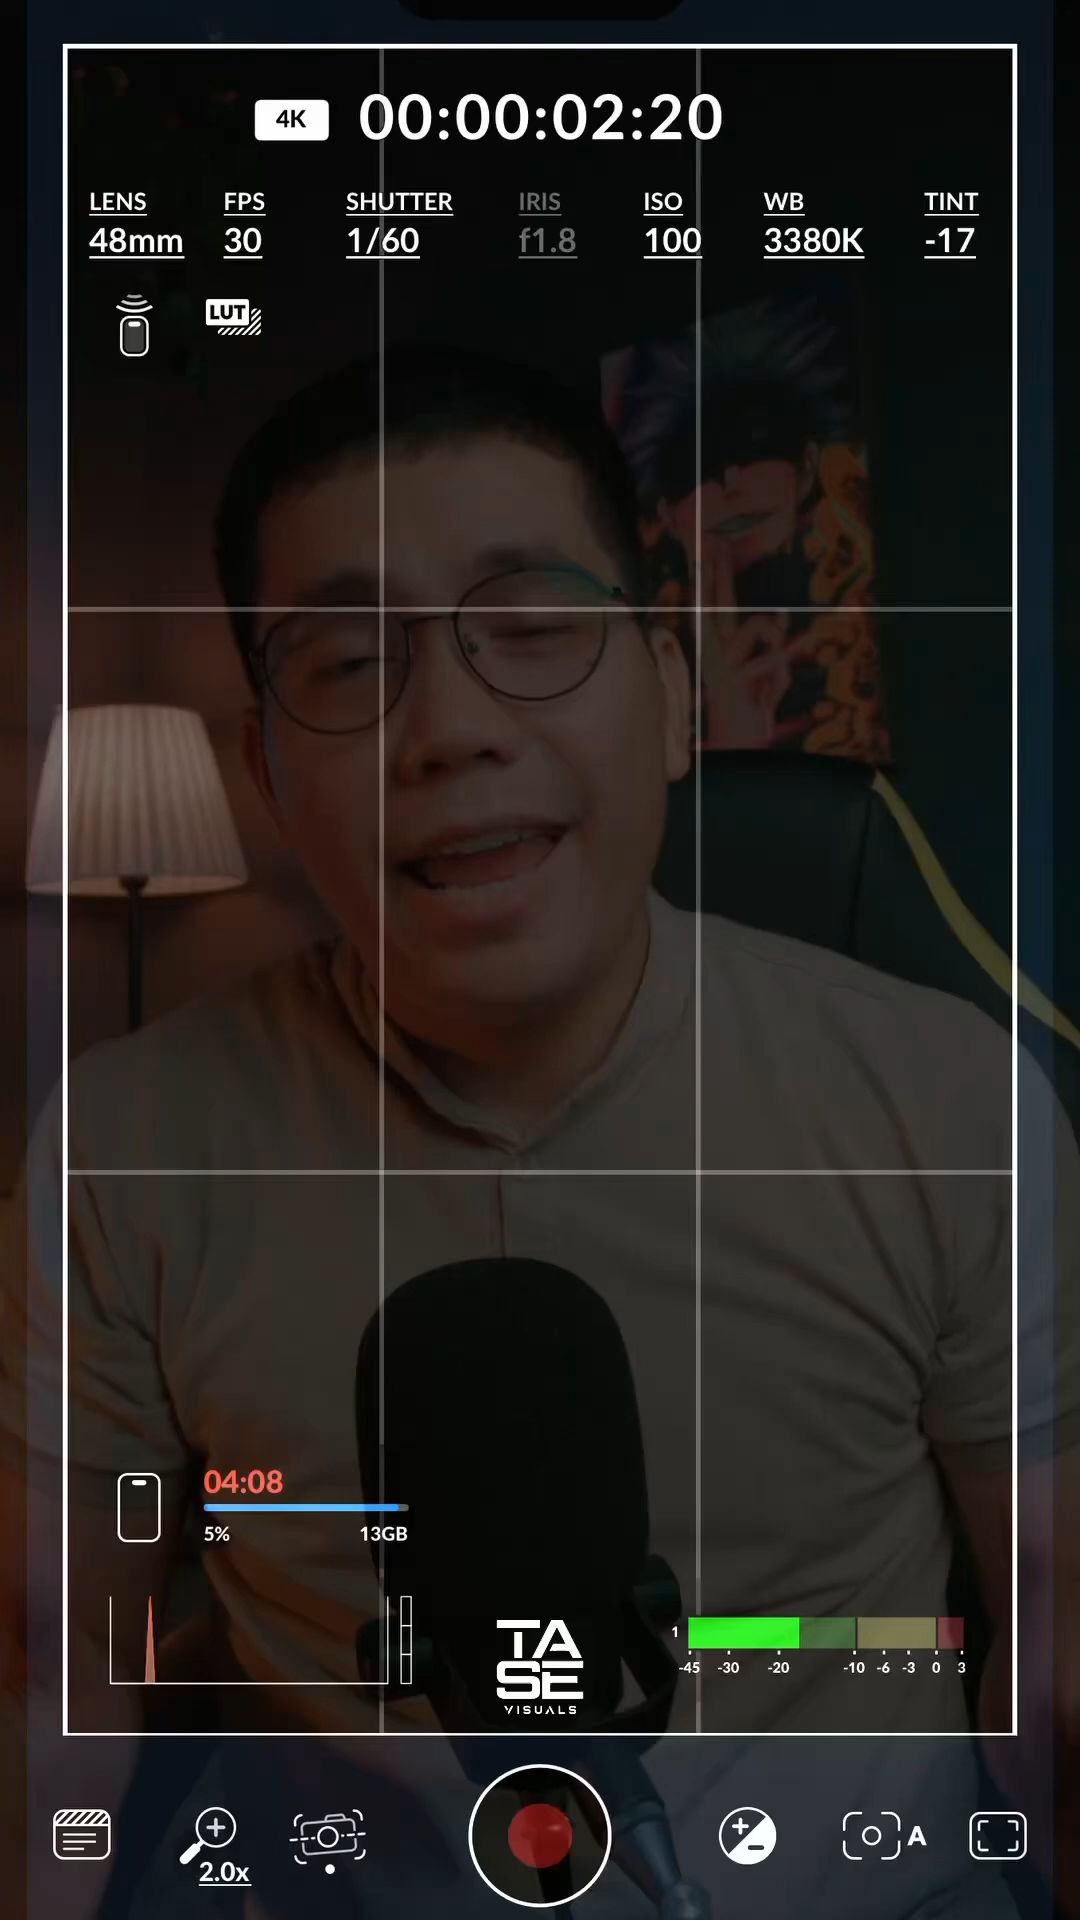 4K 00:00:02:20
LENS FPS SHUTTER IRIS ISO WB TINT
48mm 30 1/60 f1.8 100 3380K -17
LUT
04:08
5% 13GB
1
-45 -30 -20 -10 -6 -3 0 3
TA
SE
VISUALS
2.0x
A